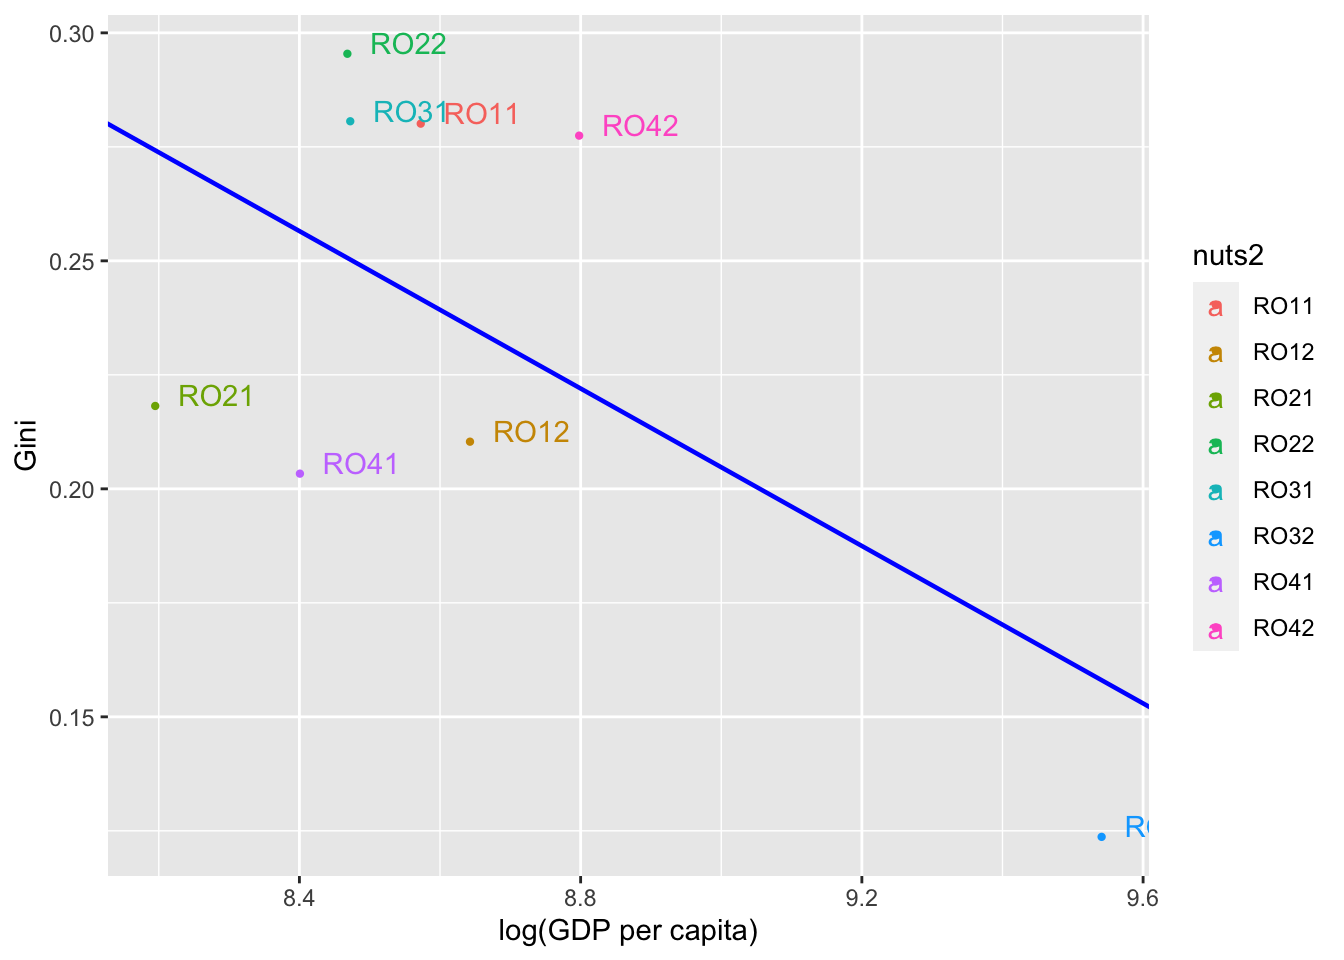 0.30
0.25
0.20
0.15
Gini
RO22
RO31
RO11
RO42
RO21
RO12
RO41
8.4 8.8 9.2 9.6
log(GDP per capita)
nuts2
a RO11
a RO12
a RO21
a RO22
a RO31
a RO32
a RO41
a RO42